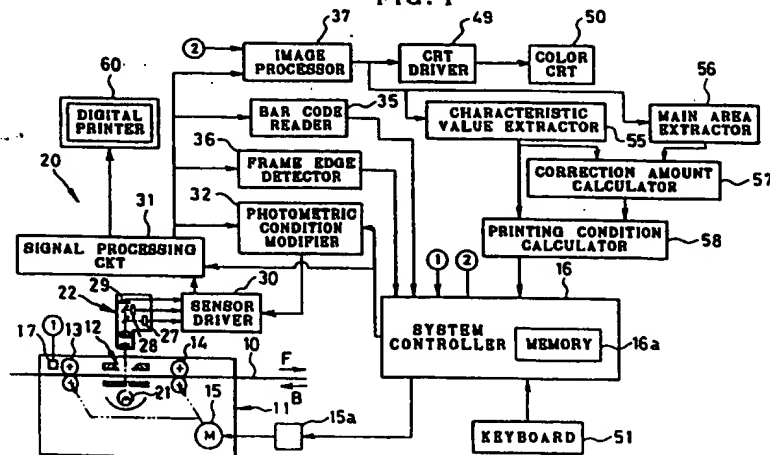 FIG. 1
37
49
50
2
IMAGE PROCESSOR
CRT DRIVER
COLOR CRT
60
DIGITAL PRINTER
35
BAR CODE READER
CHARACTERISTIC VALUE EXTRACTOR
55
56
MAIN AREA EXTRACTOR
36
FRAME EDGE DETECTOR
20
32
CORRECTION AMOUNT CALCULATOR
57
31
PHOTOMETRIC CONDITION MODIFIER
SIGNAL PROCESSING CKT
PRINTING CONDITION CALCULATOR
58
29
30
22
SENSOR DRIVER
27
28
1
2
16
SYSTEM CONTROLLER
MEMORY
16a
1
17
13
12
14
10
F
B
21
15
11
M
15a
KEYBOARD
51